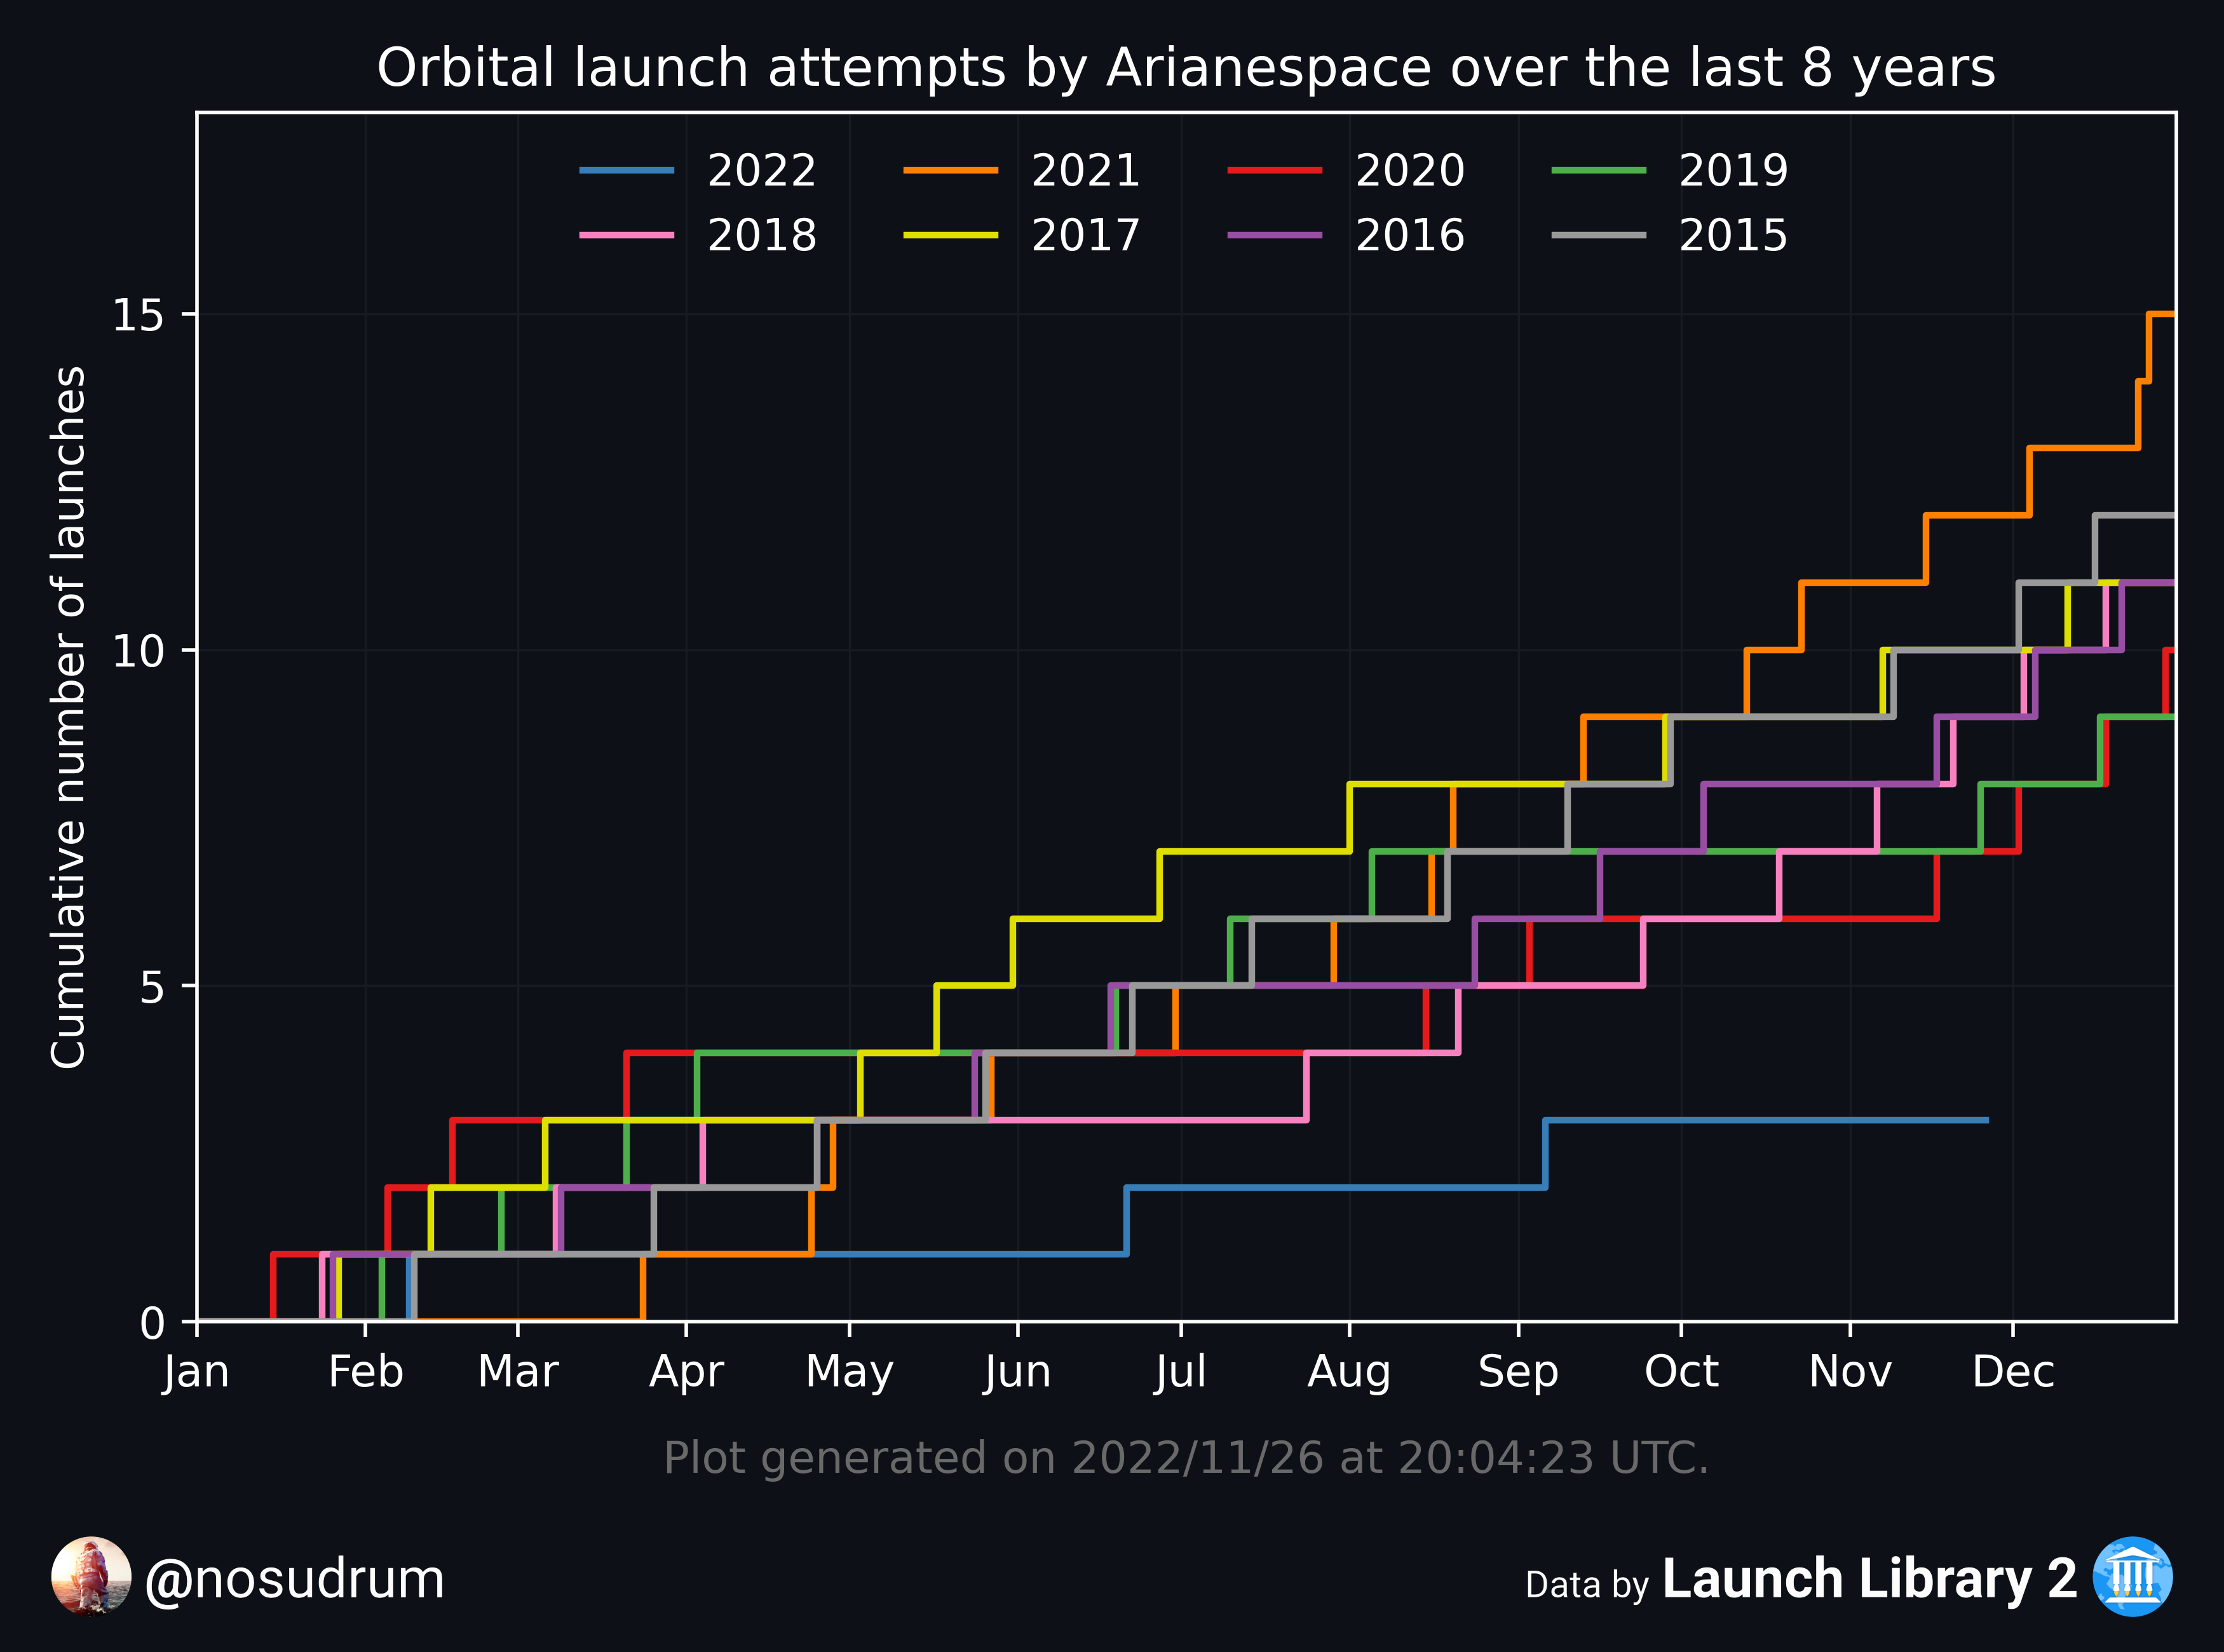 Orbital launch attempts by Arianespace over the last 8 years
2022 2021 2020 2019
2018 2017 2016 2015
Cumulative number of launches
15
10
5
0
Jan Feb Mar Apr May Jun Jul Aug Sep Oct Nov Dec
Plot generated on 2022/11/26 at 20:04:23 UTC.
@nosudrum
Data by Launch Library 2